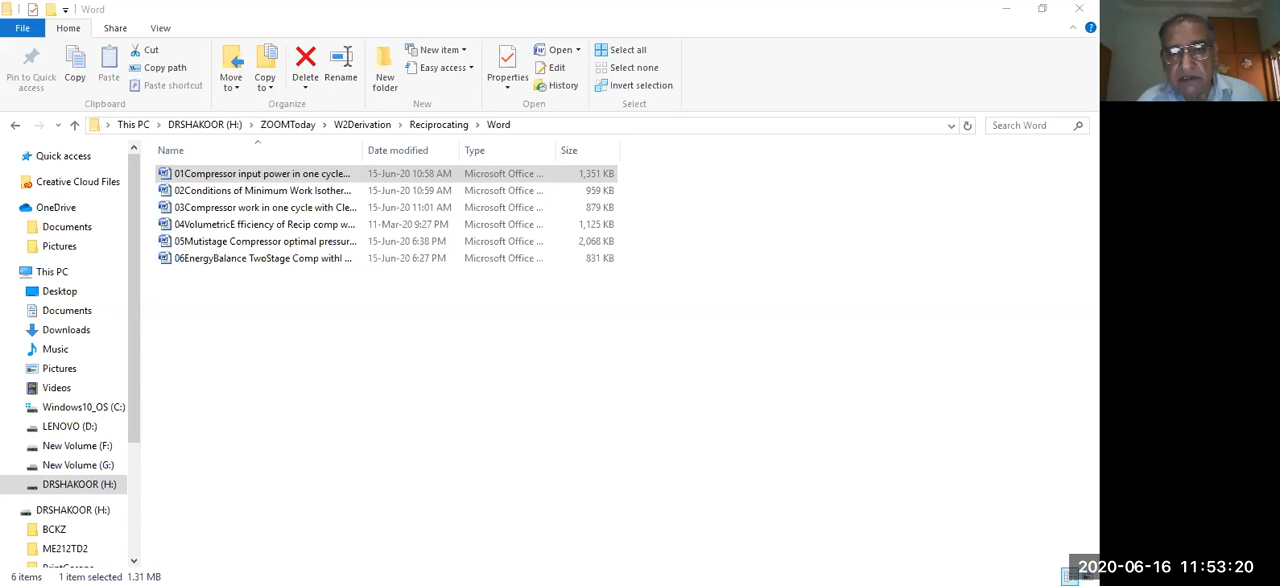 Word
File Home Share View
Pin to Quick access
Copy
Paste
Cut
Copy path
Paste shortcut
Clipboard
Move to
Copy to
Delete
Rename
Organize
New folder
New item
Easy access
New
Properties
Open
Edit
History
Open
Select all
Select none
Invert selection
Select
This PC > DRSHAKOOR (H:) > ZOOMToday > W2Derivation > Reciprocating > Word
Search Word
Name Date modified Type Size
01Compressor input power in one cycle... 15-Jun-20 10:58 AM Microsoft Office ... 1,351 KB
02Conditions of Minimum Work Isother... 15-Jun-20 10:59 AM Microsoft Office ... 959 KB
03Compressor work in one cycle with Cle... 15-Jun-20 11:01 AM Microsoft Office ... 879 KB
04VolumetricE fficiency of Recip comp w... 11-Mar-20 9:27 PM Microsoft Office ... 1,125 KB
05Mutistage Compressor optimal pressur... 15-Jun-20 6:38 PM Microsoft Office ... 2,068 KB
06EnergyBalance TwoStage Comp withI ... 15-Jun-20 6:27 PM Microsoft Office ... 831 KB
Quick access
Creative Cloud Files
OneDrive
Documents
Pictures
This PC
Desktop
Documents
Downloads
Music
Pictures
Videos
Windows10_OS (C:)
LENOVO (D:)
New Volume (F:)
New Volume (G:)
DRSHAKOOR (H:)
DRSHAKOOR (H:)
BCKZ
ME212TD2
6 items 1 item selected 1.31 MB
2020-06-16 11:53:20